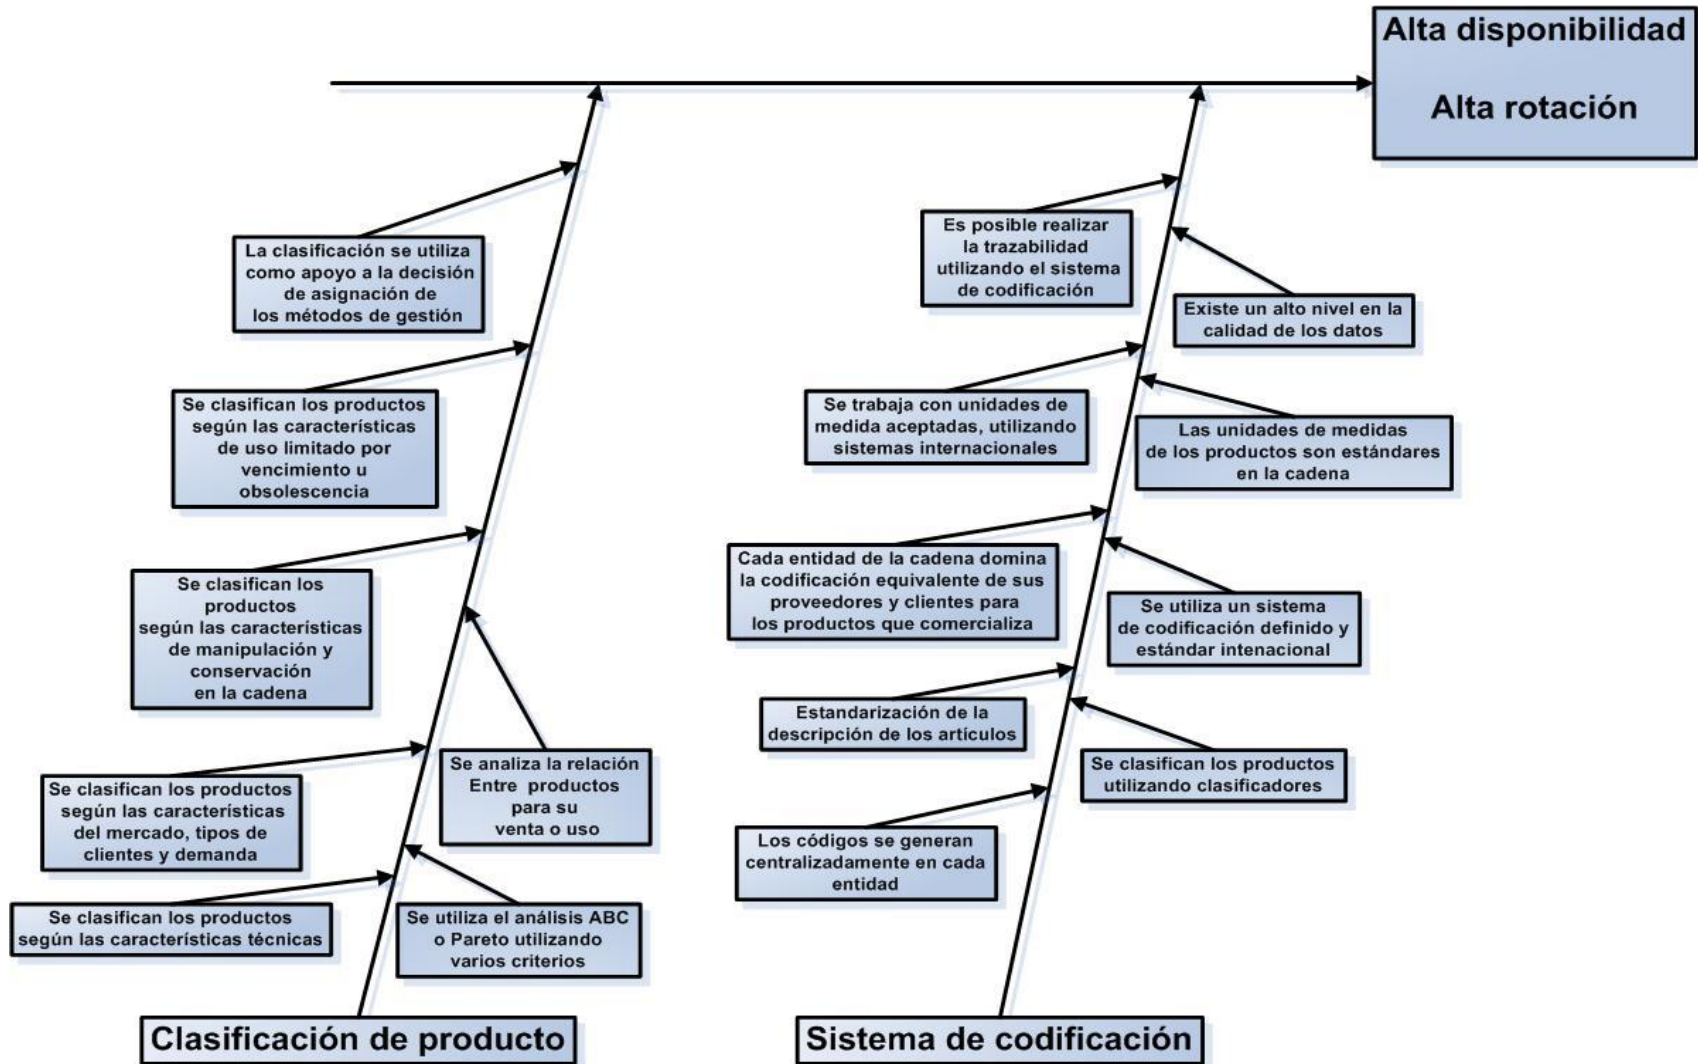 Alta disponibilidad
Alta rotación
La clasificación se utiliza
como apoyo a la decisión
de asignación de
los métodos de gestión
Se clasifican los productos
según las características
de uso limitado por
vencimiento u
obsolescencia
Se clasifican los
productos
según las características
de manipulación y
conservación
en la cadena
Se clasifican los productos
según las características
del mercado, tipos de
clientes y demanda
Se clasifican los productos
según las características técnicas
Se analiza la relación
Entre productos
para su
venta o uso
Se utiliza el análisis ABC
o Pareto utilizando
varios criterios
Clasificación de producto
Es posible realizar
la trazabilidad
utilizando el sistema
de codificación
Se trabaja con unidades de
medida aceptadas, utilizando
sistemas internacionales
Cada entidad de la cadena domina
la codificación equivalente de sus
proveedores y clientes para
los productos que comercializa
Estandarización de la
descripción de los artículos
Los códigos se generan
centralizadamente en cada
entidad
Existe un alto nivel en la
calidad de los datos
Las unidades de medidas
de los productos son estándares
en la cadena
Se utiliza un sistema
de codificación definido y
estándar intenacional
Se clasifican los productos
utilizando clasificadores
Sistema de codificación